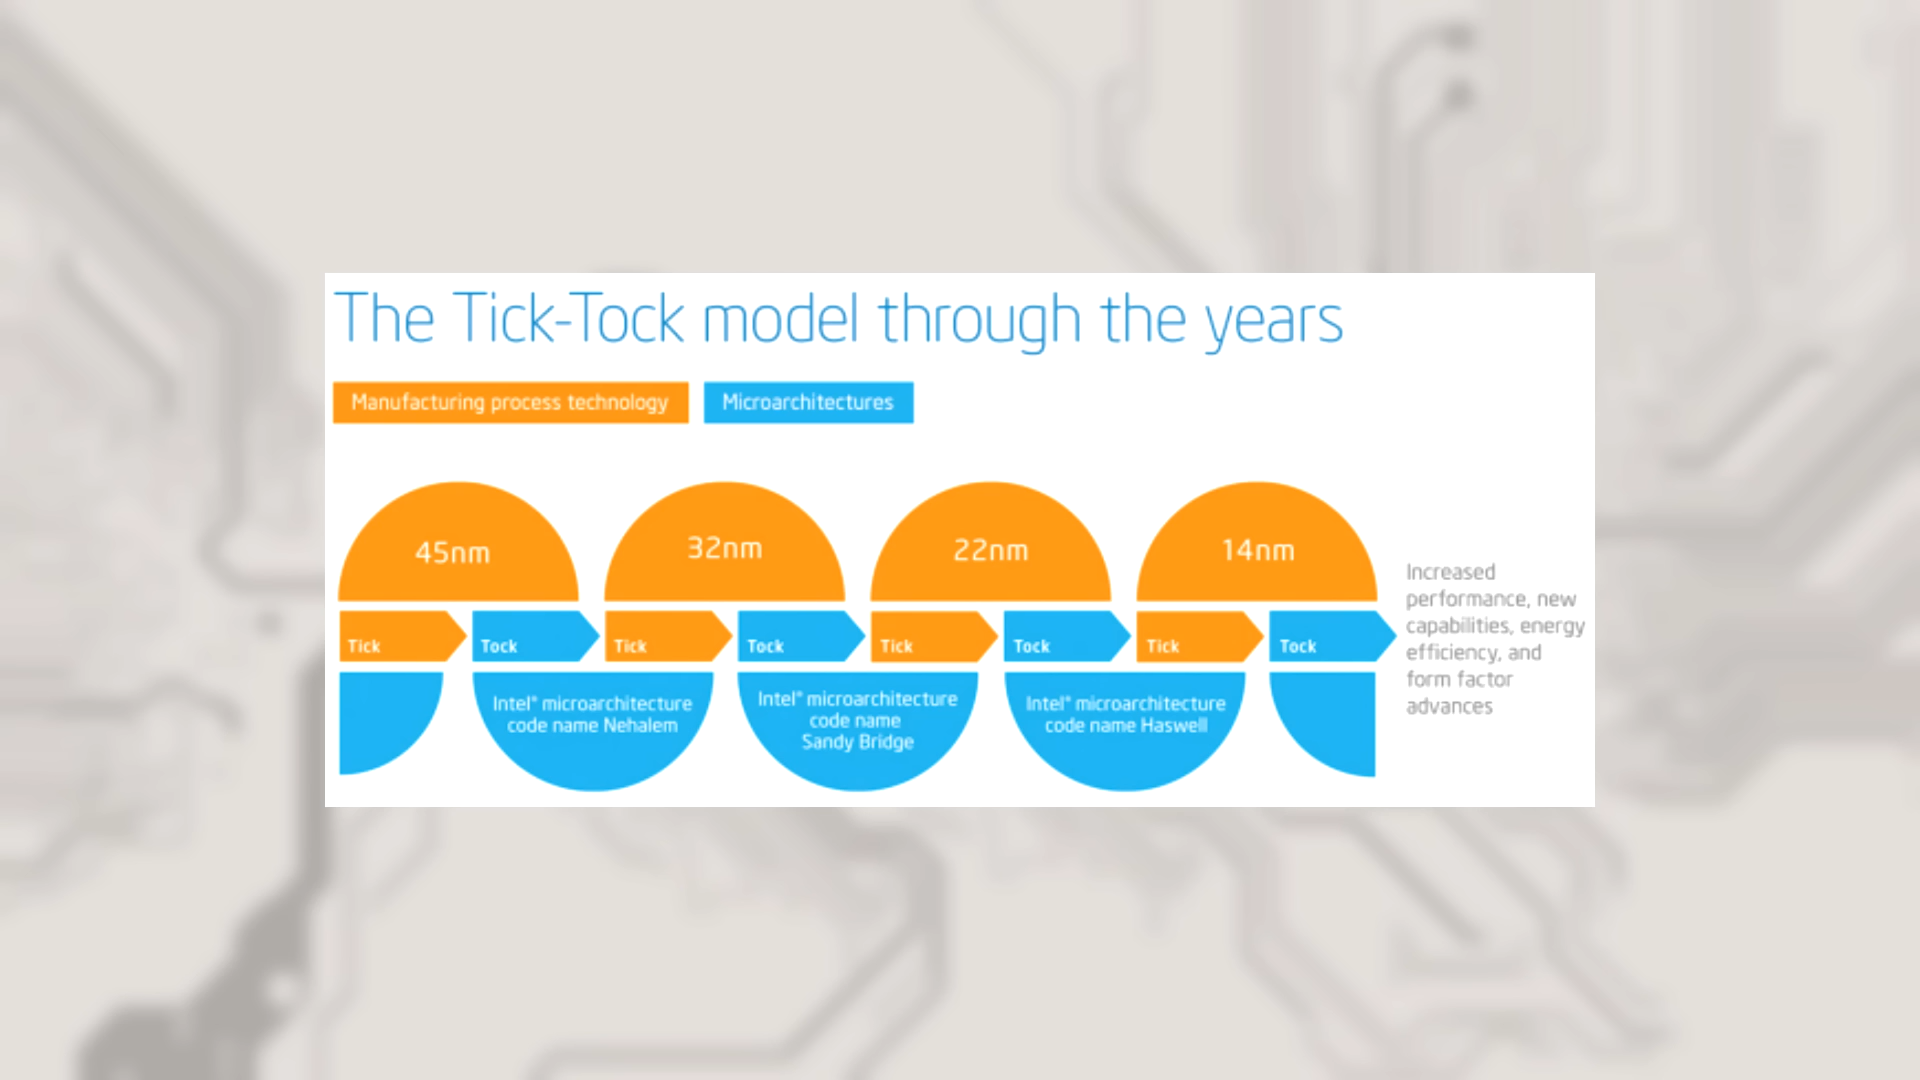 The Tick-Tock model through the years
Manufacturing process technology
Microarchitectures
45nm
32nm
22nm
14nm
Tick
Tock
Tick
Tock
Tick
Tock
Tick
Tock
Intel® microarchitecture
code name Nehalem
Intel® microarchitecture
code name
Sandy Bridge
Intel® microarchitecture
code name Haswell
Increased
performance, new
capabilities, energy
efficiency, and
form factor
advances